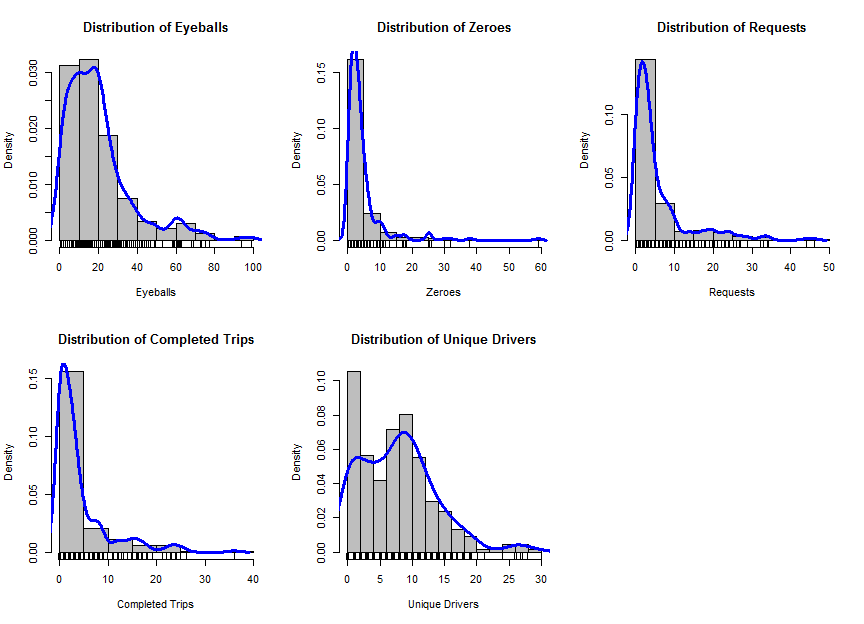 Distribution of Eyeballs
Density
0.000
0.010
0.020
0.030
0 20 40 60 80 100
Eyeballs
Distribution of Zeroes
Density
0.00
0.05
0.10
0.15
0 10 20 30 40 50 60
Zeroes
Distribution of Requests
Density
0.00
0.05
0.10
0 10 20 30 40 50
Requests
Distribution of Completed Trips
Density
0.00
0.05
0.10
0.15
0 10 20 30 40
Completed Trips
Distribution of Unique Drivers
Density
0.00
0.02
0.04
0.06
0.08
0.10
0 5 10 15 20 25 30
Unique Drivers